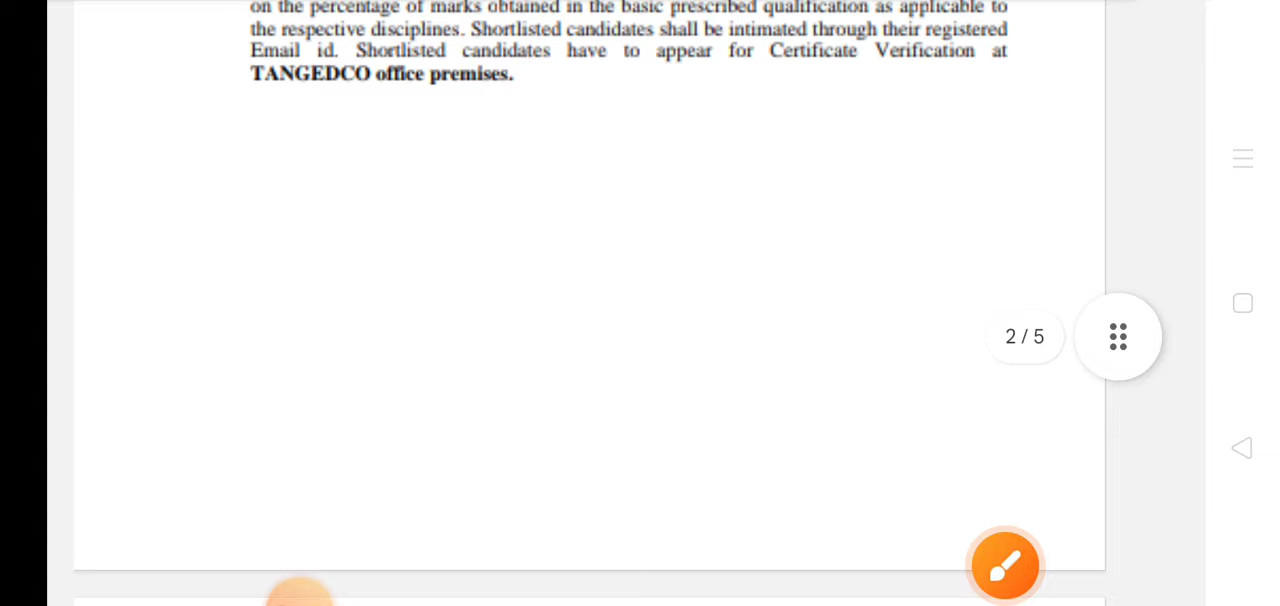 on the percentage of marks obtained in the basic prescribed qualification as applicable to
the respective disciplines. Shortlisted candidates shall be intimated through their registered
Email id. Shortlisted candidates have to appear for Certificate Verification at
TANGEDCO office premises.
2 / 5